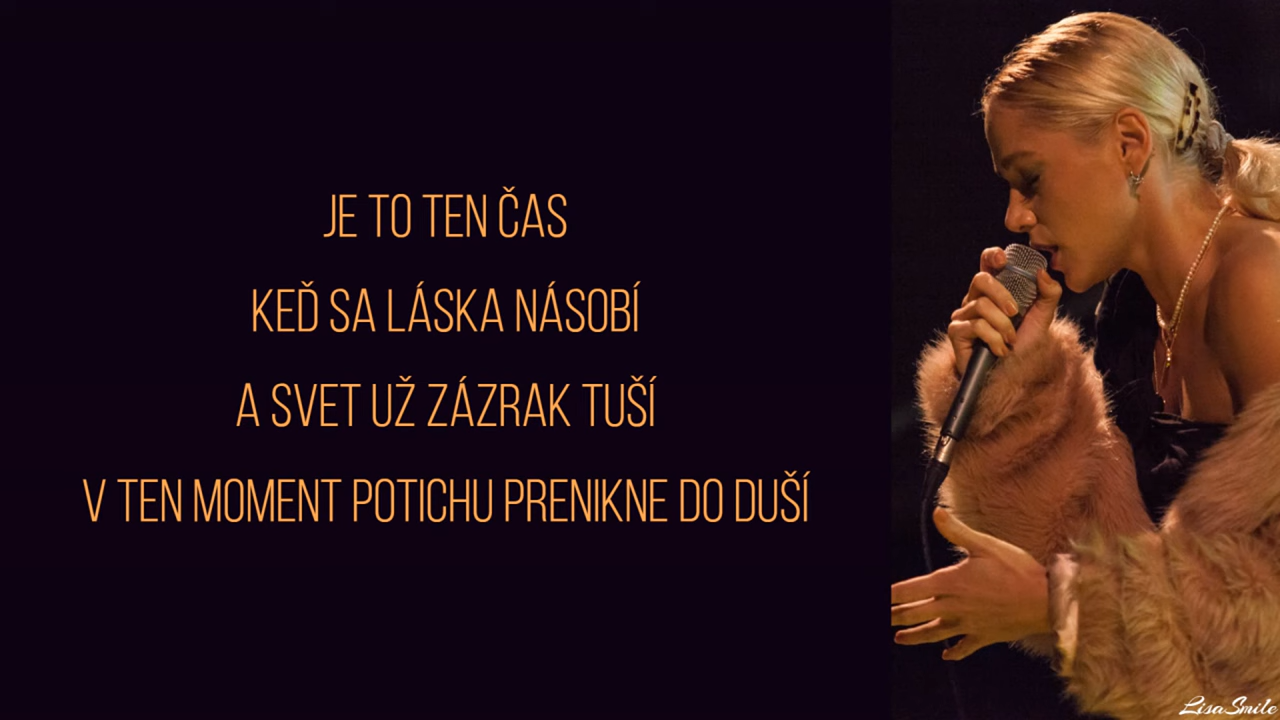 JE TO TEN ČAS
KEĎ SA LÁSKA NÁSOBÍ
A SVET UŽ ZÁZRAK TUŠÍ
V TEN MOMENT POTICHU PRENIKNE DO DUŠÍ
LisaSmile